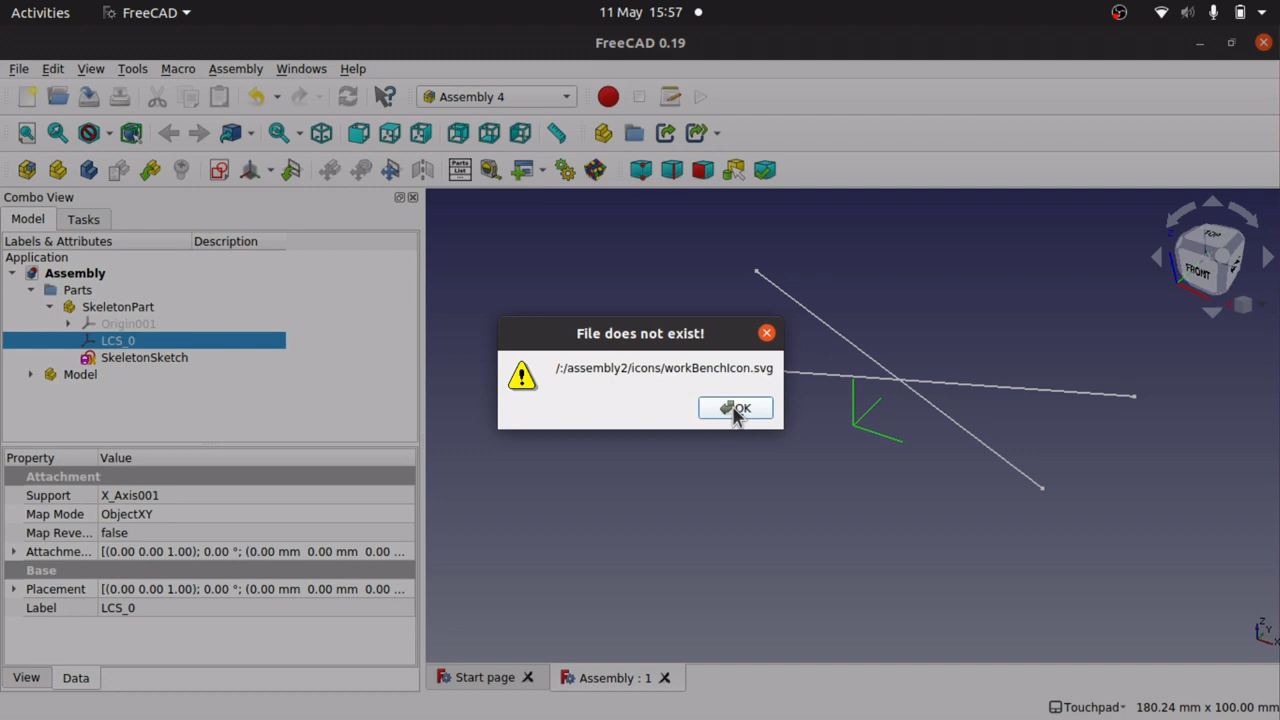 Activities
FreeCAD
11 May 15:57
FreeCAD 0.19
File Edit View Tools Macro Assembly Windows Help
Assembly 4
Parts List
Combo View
Model Tasks
Labels & Attributes Description
Application
Assembly
Parts
SkeletonPart
Origin001
LCS_0
SkeletonSketch
Model
TOP
FRONT
File does not exist!
/:/assembly2/icons/workBenchIcon.svg
OK
Property Value
Attachment
Support X_Axis001
Map Mode ObjectXY
Map Reve... false
Attachme... [(0.00 0.00 1.00); 0.00 °; (0.00 mm 0.00 mm 0.00 ...
Base
Placement [(0.00 0.00 1.00); 0.00 °; (0.00 mm 0.00 mm 0.00 ...
Label LCS_0
Z
Y
X
View Data
Start page
Assembly : 1
Touchpad
180.24 mm x 100.00 mm